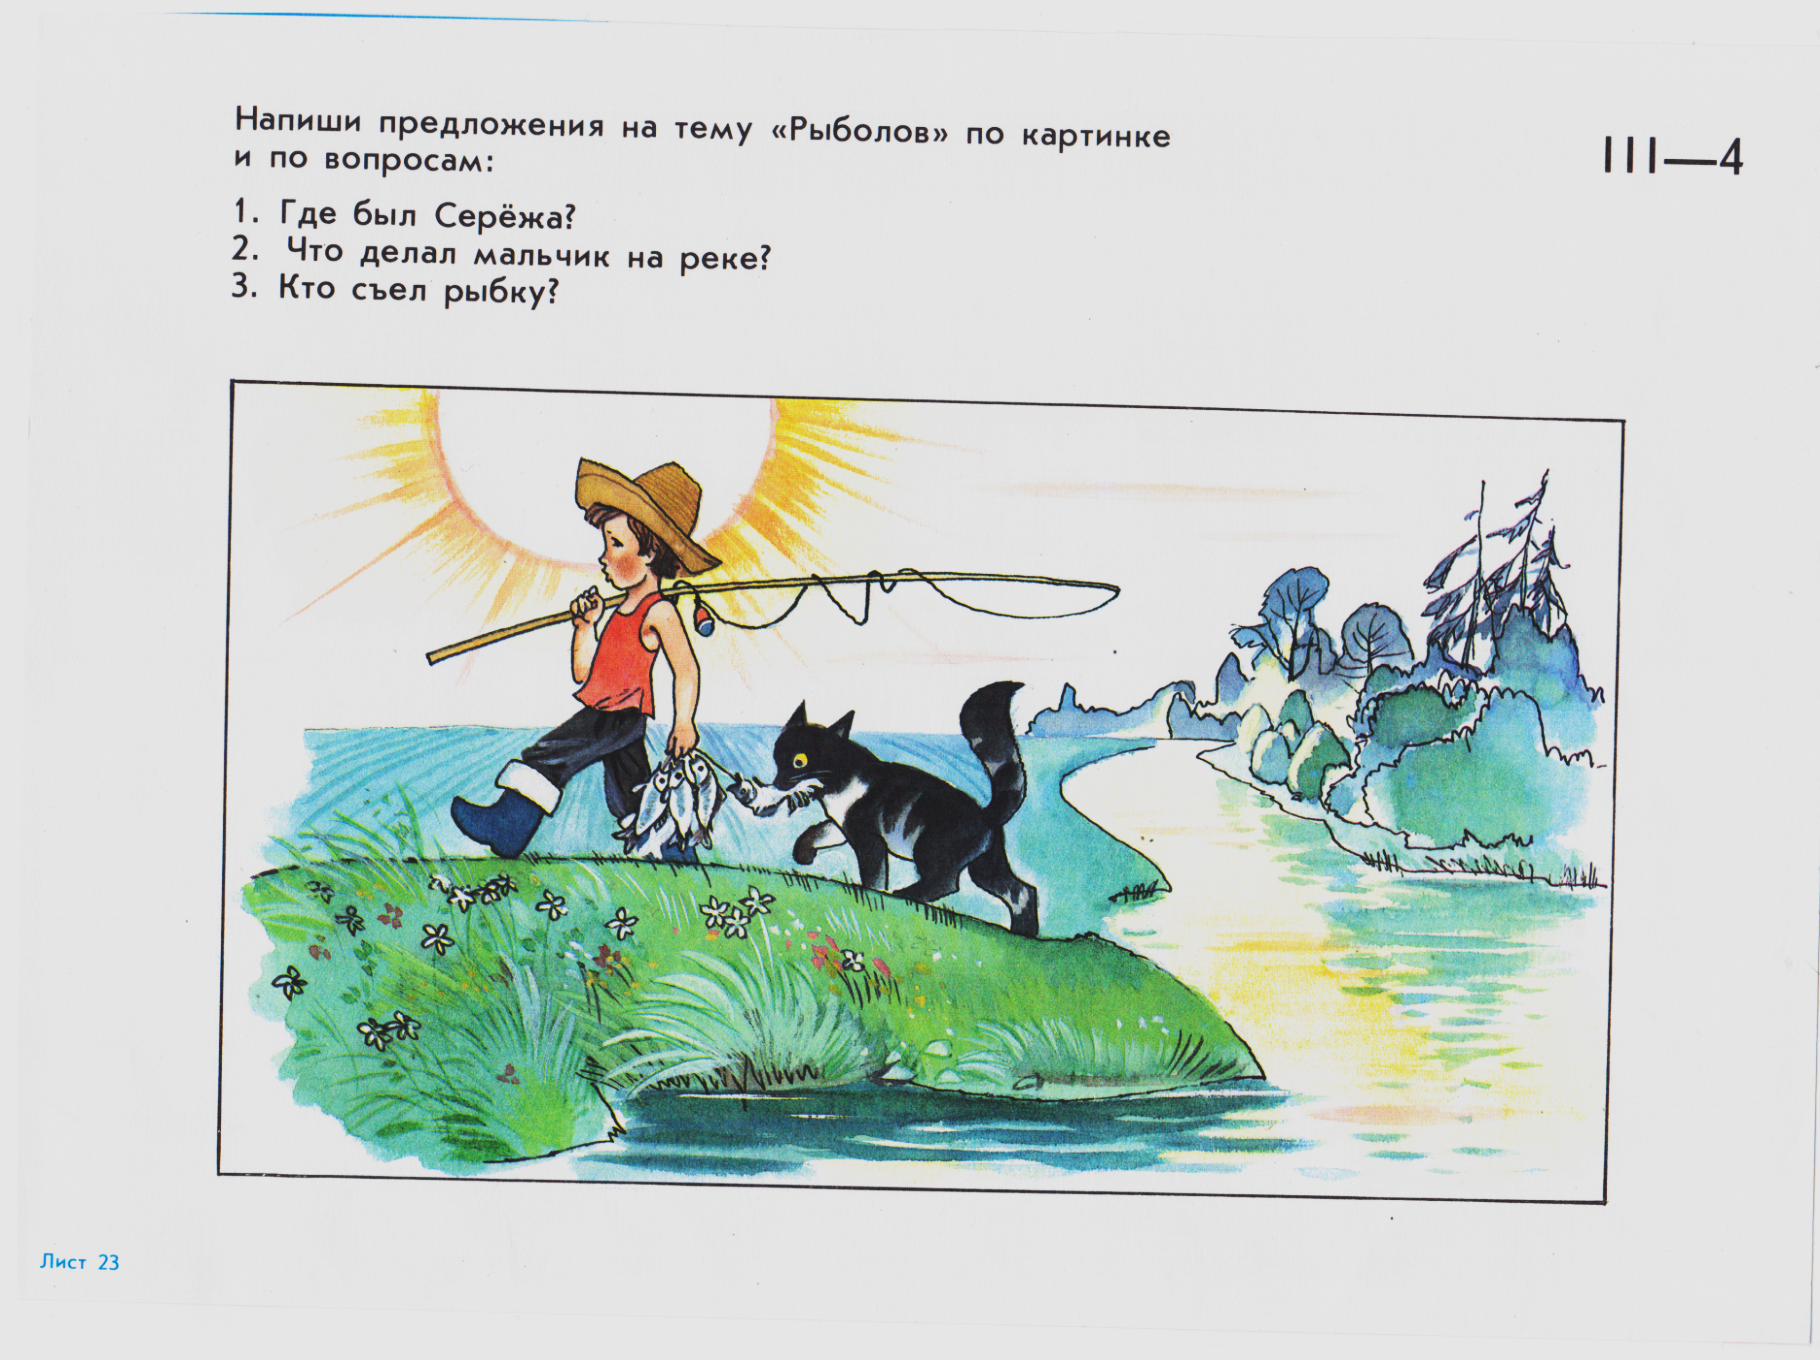 Напиши предложения на тему «Рыболов» по картинке
и по вопросам:
III—4
1. Где был Серёжа?
2. Что делал мальчик на реке?
3. Кто съел рыбку?
Лист 23